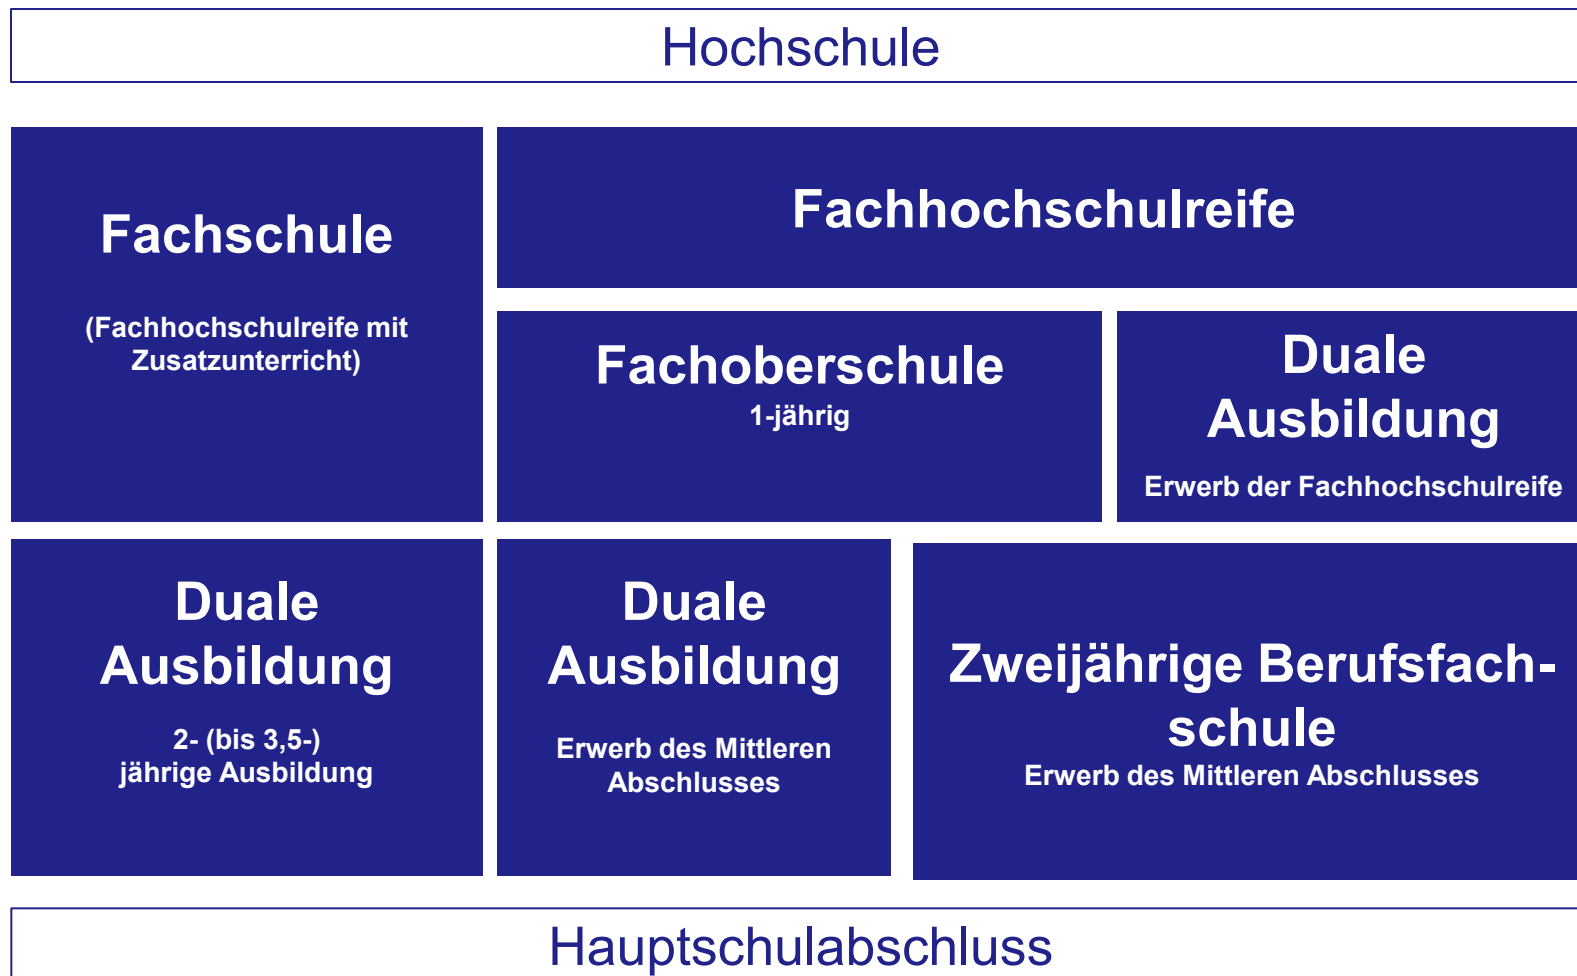 Hochschule
Fachschule
(Fachhochschulreife mit
Zusatzunterricht)
Fachhochschulreife
Fachoberschule
1-jährig
Duale
Ausbildung
Erwerb der Fachhochschulreife
Duale
Ausbildung
2- (bis 3,5-)
jährige Ausbildung
Duale
Ausbildung
Erwerb des Mittleren
Abschlusses
Zweijährige Berufsfach-
schule
Erwerb des Mittleren Abschlusses
Hauptschulabschluss